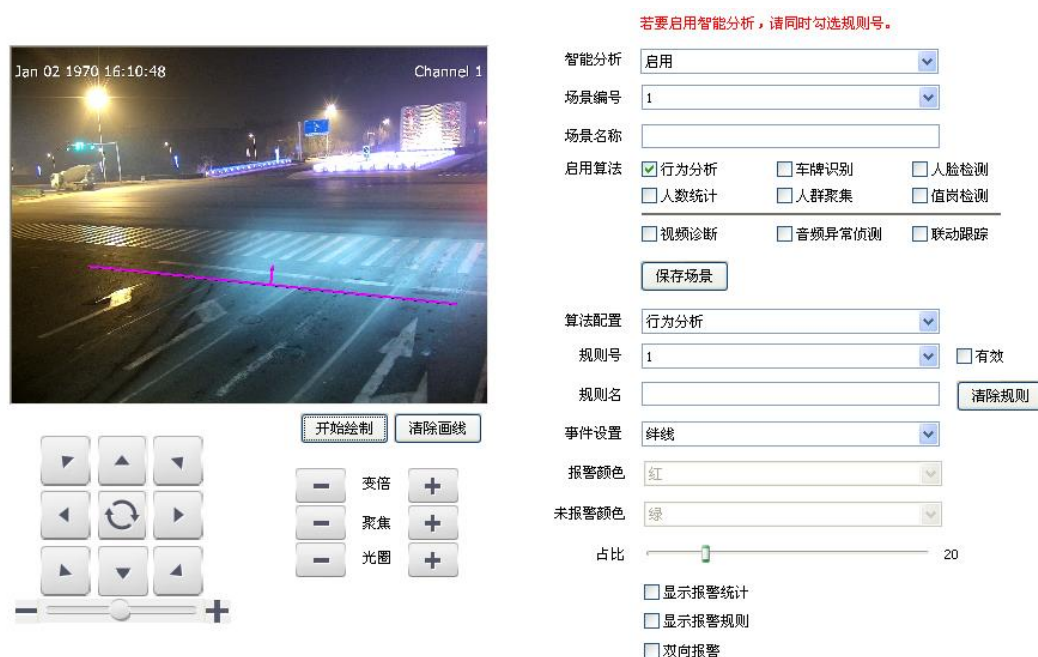 若要启用智能分析，请同时勾选规则号。
Jan 02 1970 16:10:48
Channel 1
智能分析 启用
场景编号 1
场景名称
启用算法 行为分析 车牌识别 人脸检测
人数统计 人群聚集 值岗检测
视频诊断 音频异常侦测 联动跟踪
保存场景
算法配置 行为分析
规则号 1 有效
规则名 清除规则
事件设置 绊线
报警颜色 红
未报警颜色 绿
占比 20
显示报警统计
显示报警规则
双向报警
开始绘制 清除画线
变倍
聚焦
光圈